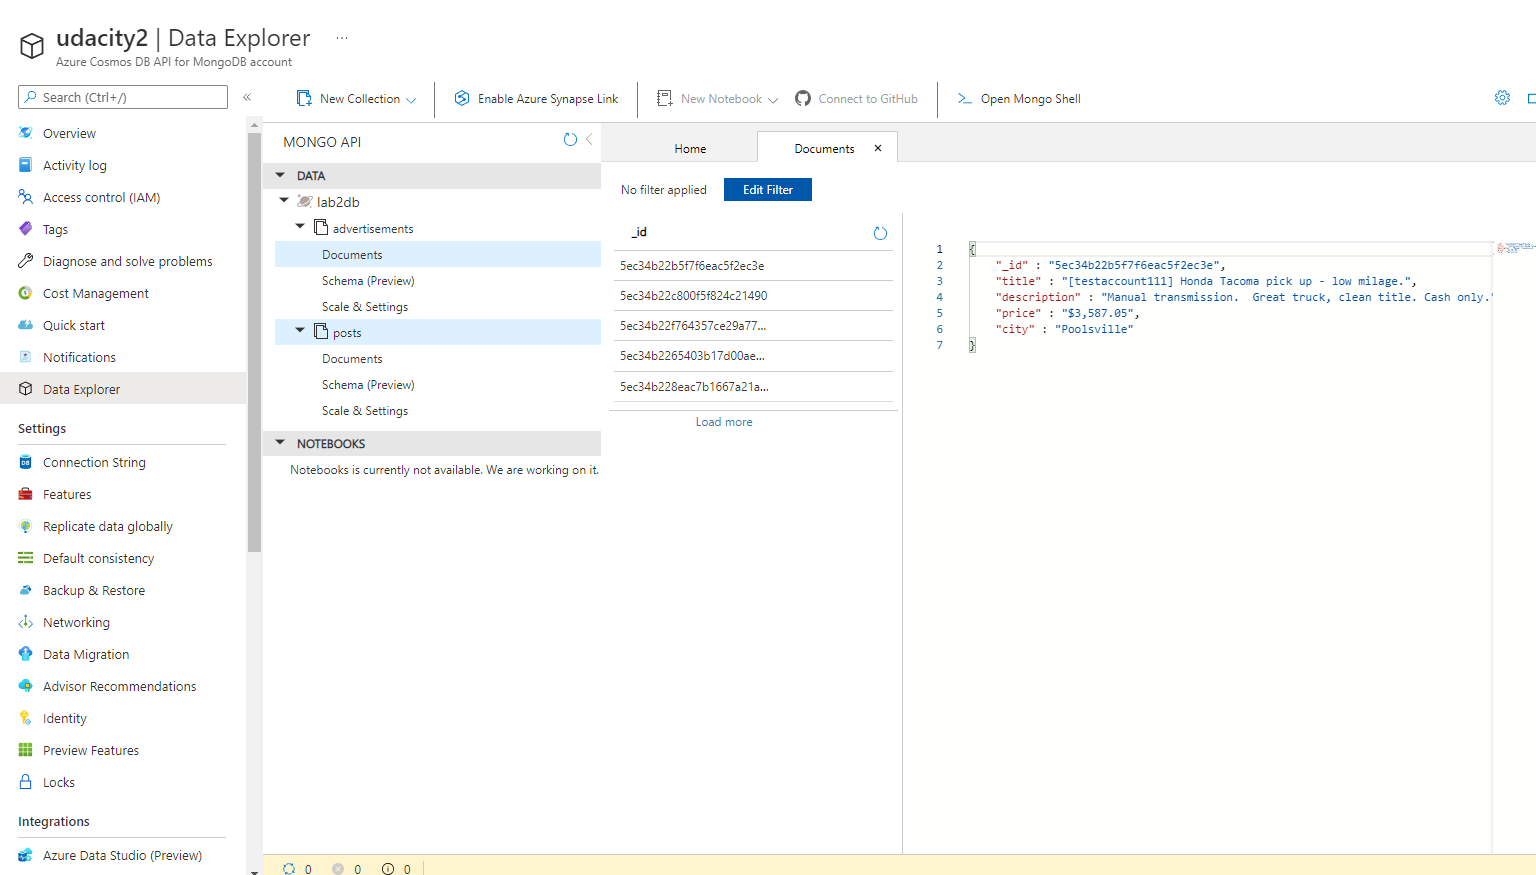 udacity2 | Data Explorer ...
Azure Cosmos DB API for MongoDB account
Search (Ctrl+/)
«
Overview
Activity log
Access control (IAM)
Tags
Diagnose and solve problems
Cost Management
Quick start
Notifications
Data Explorer
Settings
Connection String
Features
Replicate data globally
Default consistency
Backup & Restore
Networking
Data Migration
Advisor Recommendations
Identity
Preview Features
Locks
Integrations
Azure Data Studio (Preview)
New Collection
Enable Azure Synapse Link
New Notebook
Connect to GitHub
Open Mongo Shell
MONGO API
DATA
lab2db
advertisements
Documents
Schema (Preview)
Scale & Settings
posts
Documents
Schema (Preview)
Scale & Settings
NOTEBOOKS
Notebooks is currently not available. We are working on it.
Home
Documents
No filter applied
Edit Filter
_id
5ec34b22b5f7f6eac5f2ec3e
5ec34b22c800f5f824c21490
5ec34b22f764357ce29a77...
5ec34b2265403b17d00ae...
5ec34b228eac7b1667a21a...
Load more
1 {
2 "_id" : "5ec34b22b5f7f6eac5f2ec3e",
3 "title" : "[testaccount111] Honda Tacoma pick up - low milage.",
4 "description" : "Manual transmission.  Great truck, clean title. Cash only."
5 "price" : "$3,587.05",
6 "city" : "Poolsville"
7 }
0 0 0